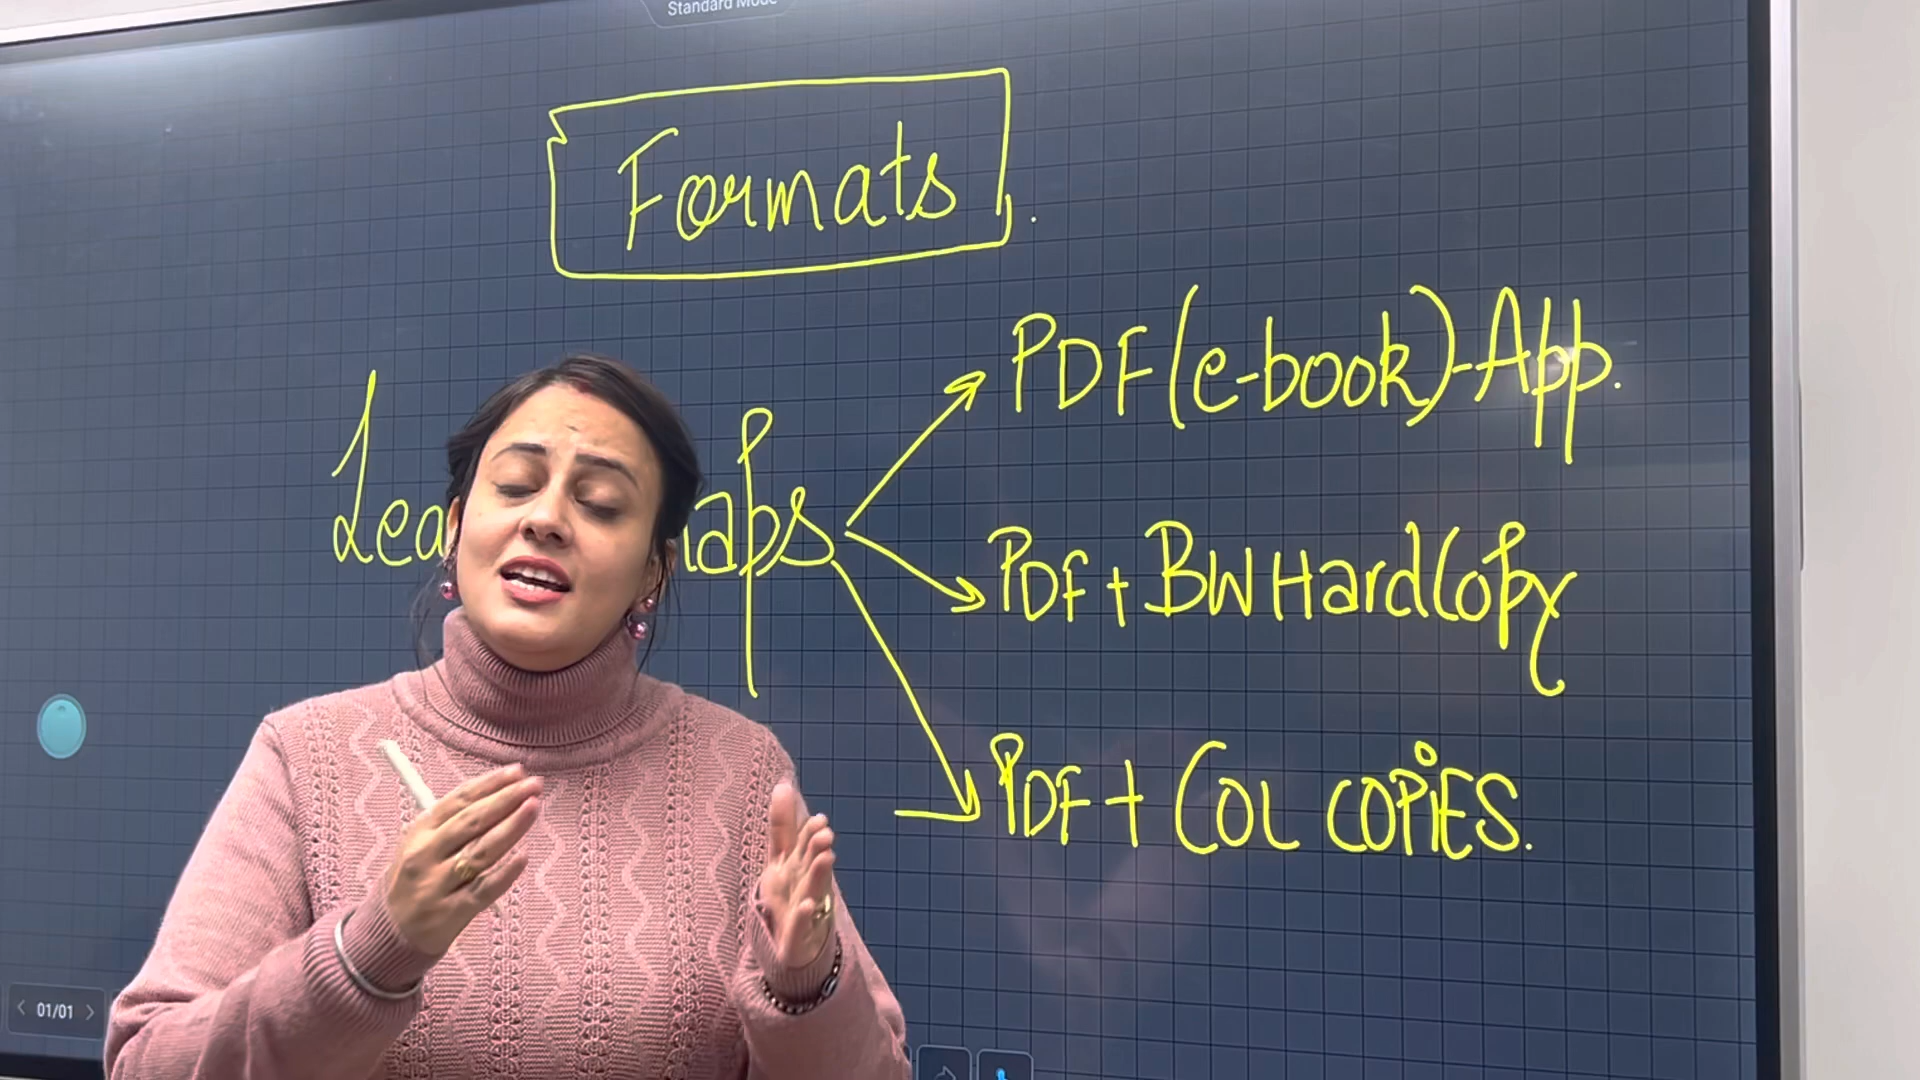 Standard Mode
Formats
PDF (e-book)-App.
PDF + BW Hard Copy
PDF + COL COPiES.
01/01